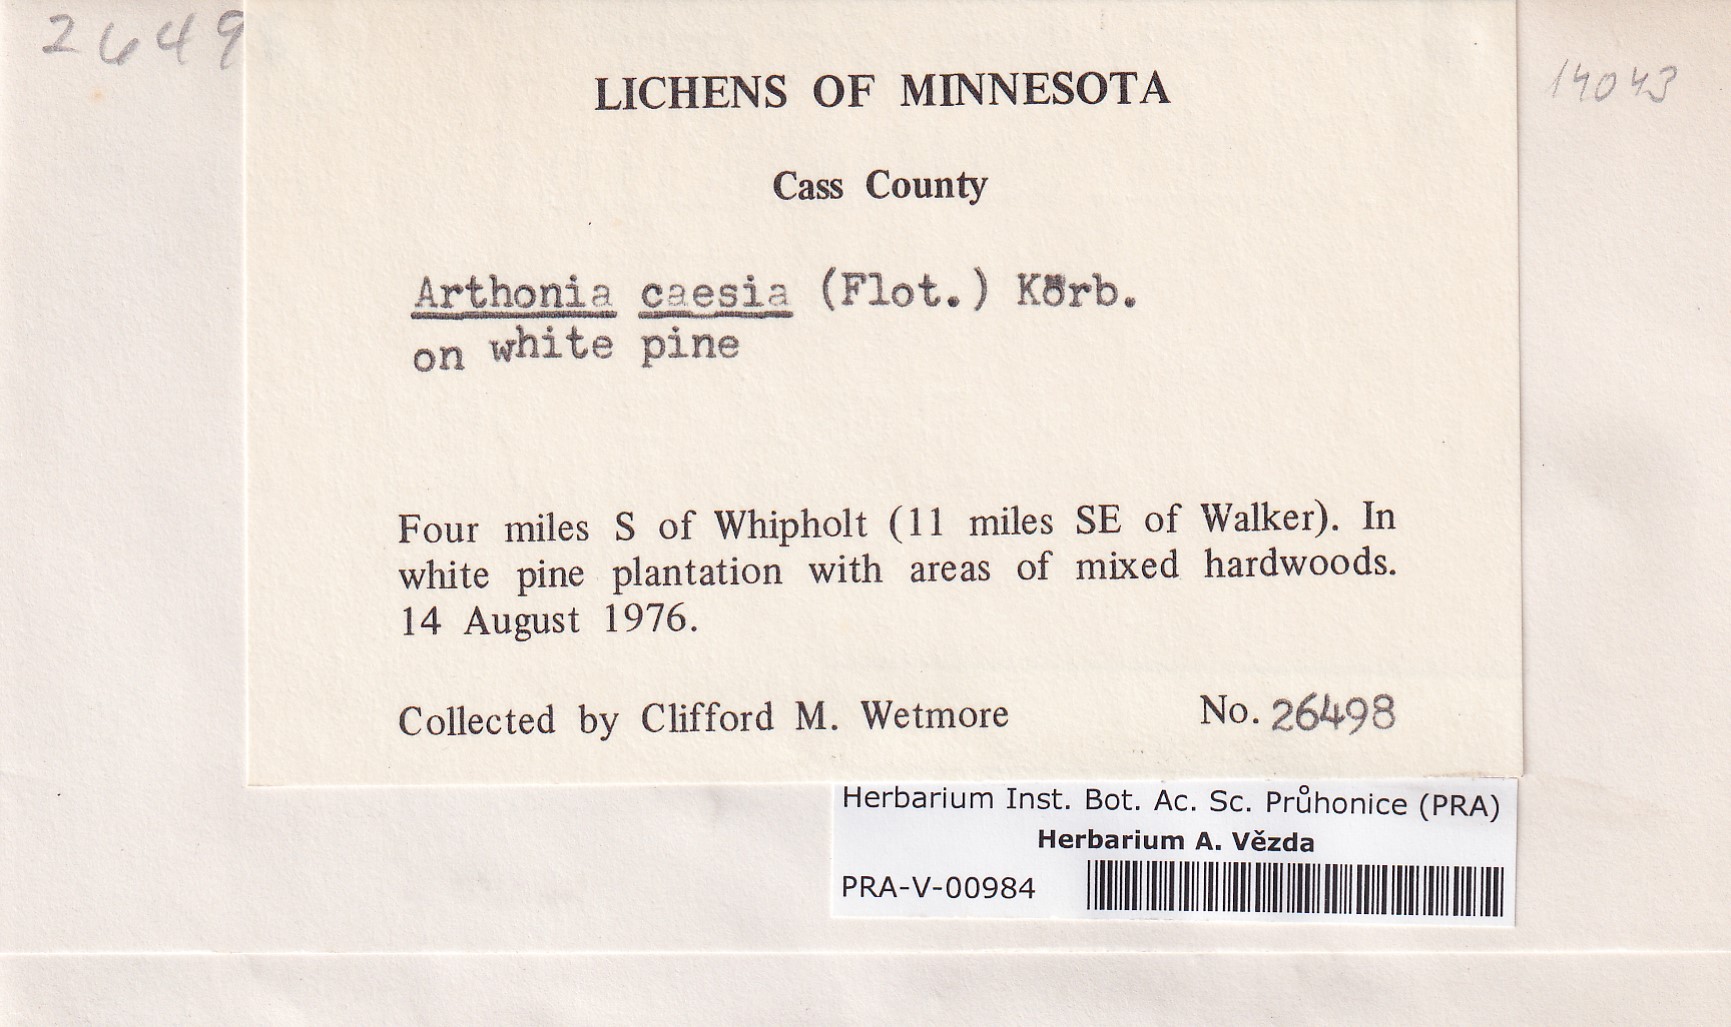 2649
14043
LICHENS OF MINNESOTA
Cass County
Arthonia caesia (Flot.) Körb.
on white pine
Four miles S of Whipholt (11 miles SE of Walker). In
white pine plantation with areas of mixed hardwoods.
14 August 1976.
Collected by Clifford M. Wetmore No. 26498
Herbarium Inst. Bot. Ac. Sc. Průhonice (PRA)
Herbarium A. Vězda
PRA-V-00984